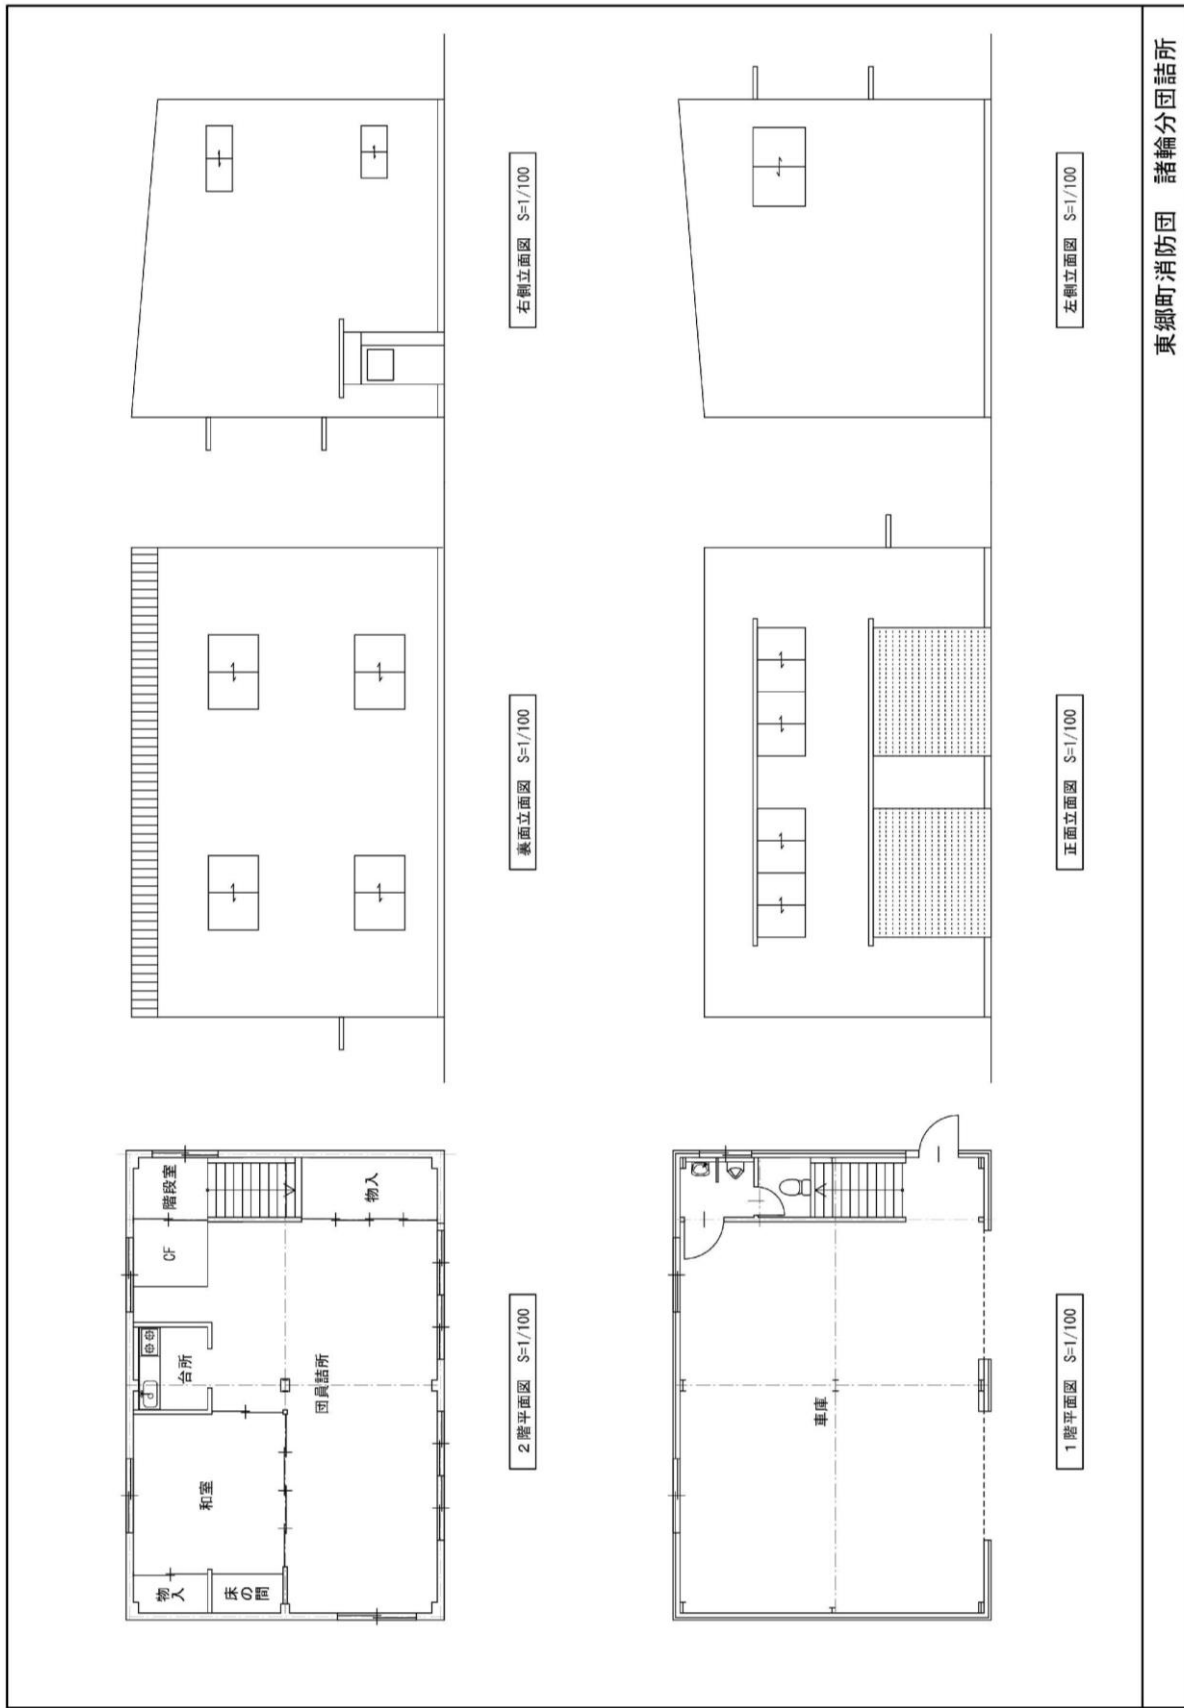 物入
床の間
和室
台所
CF
階段室
団員詰所
物入
2階平面図 S=1/100
裏面立面図 S=1/100
右側立面図 S=1/100
車庫
1階平面図 S=1/100
正面立面図 S=1/100
左側立面図 S=1/100
東郷町消防団 諸輪分団詰所